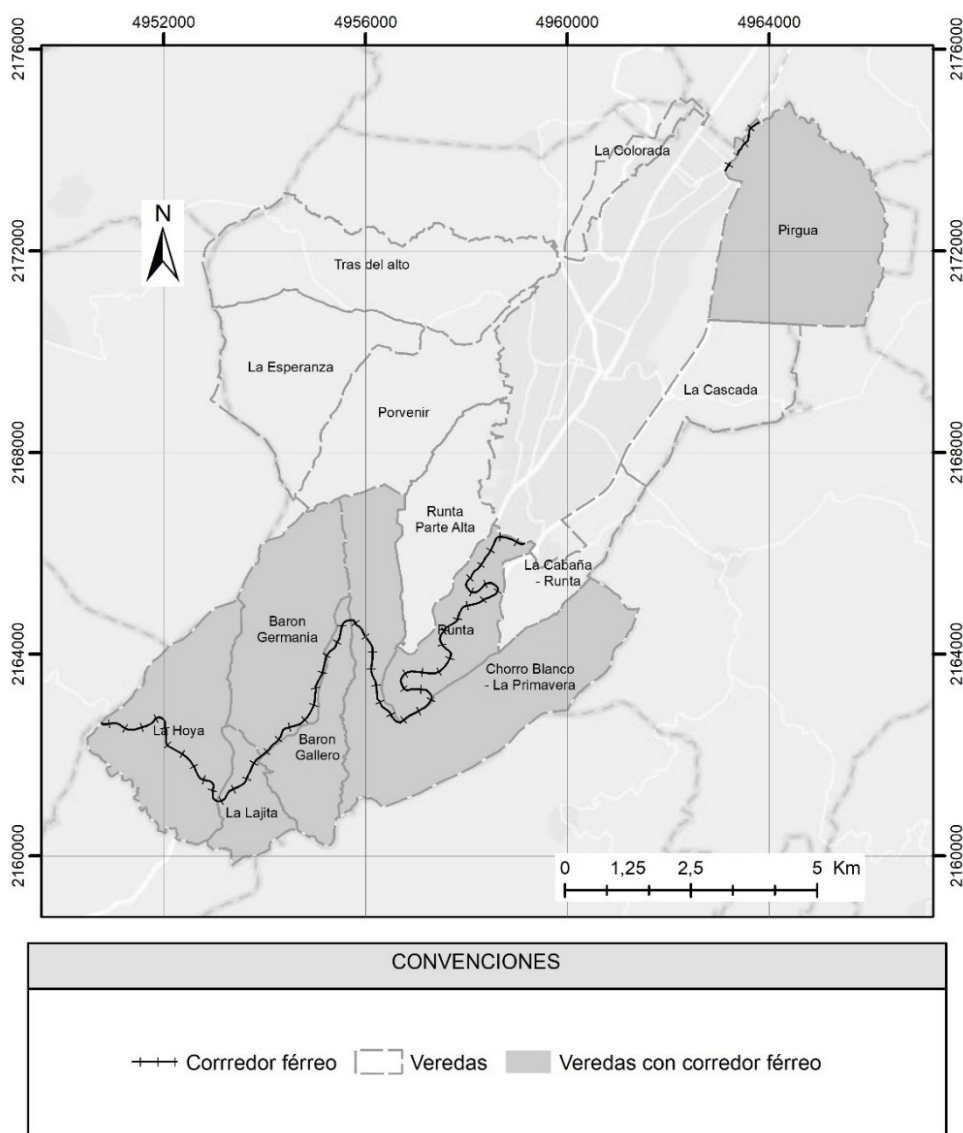 4952000 4956000 4960000 4964000
2176000
2176000
La Colorada
N
Pirgua
2172000
2172000
Tras del alto
La Esperanza
La Cascada
Porvenir
2168000
2168000
Runta
Parte Alta
La Cabaña
- Runta
Baron
Germania
Runta
2164000
2164000
Chorro Blanco
- La Primavera
La Hoya
Baron
Gallero
La Lajita
2160000
2160000
0 1,25 2,5 5 Km
CONVENCIONES
Corrredor férreo Veredas Veredas con corredor férreo